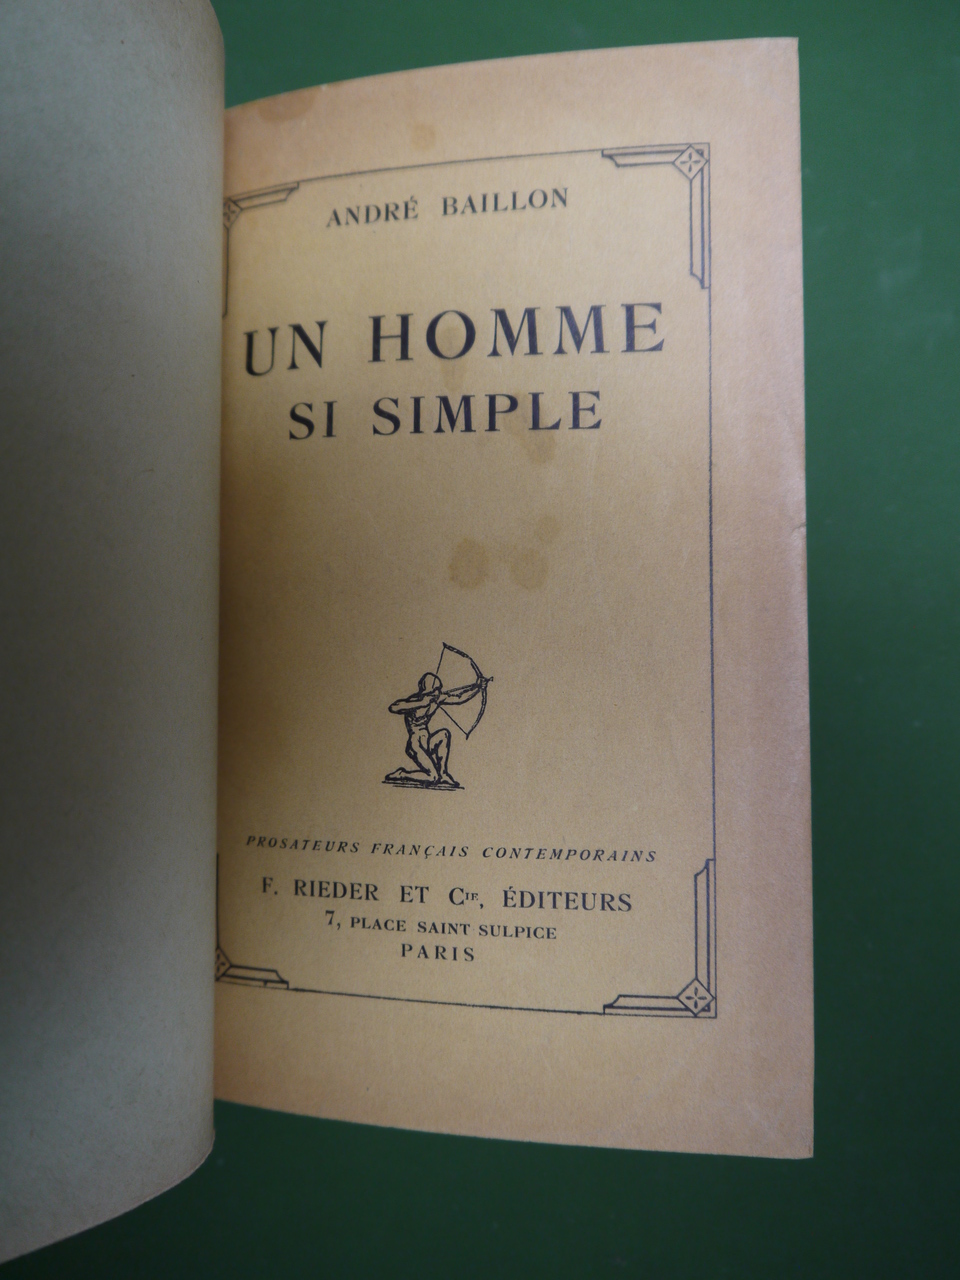 ANDRÉ BAILLON
UN HOMME
SI SIMPLE
PROSATEURS FRANÇAIS CONTEMPORAINS
F. RIEDER ET Cie, ÉDITEURS
7, PLACE SAINT SULPICE
PARIS